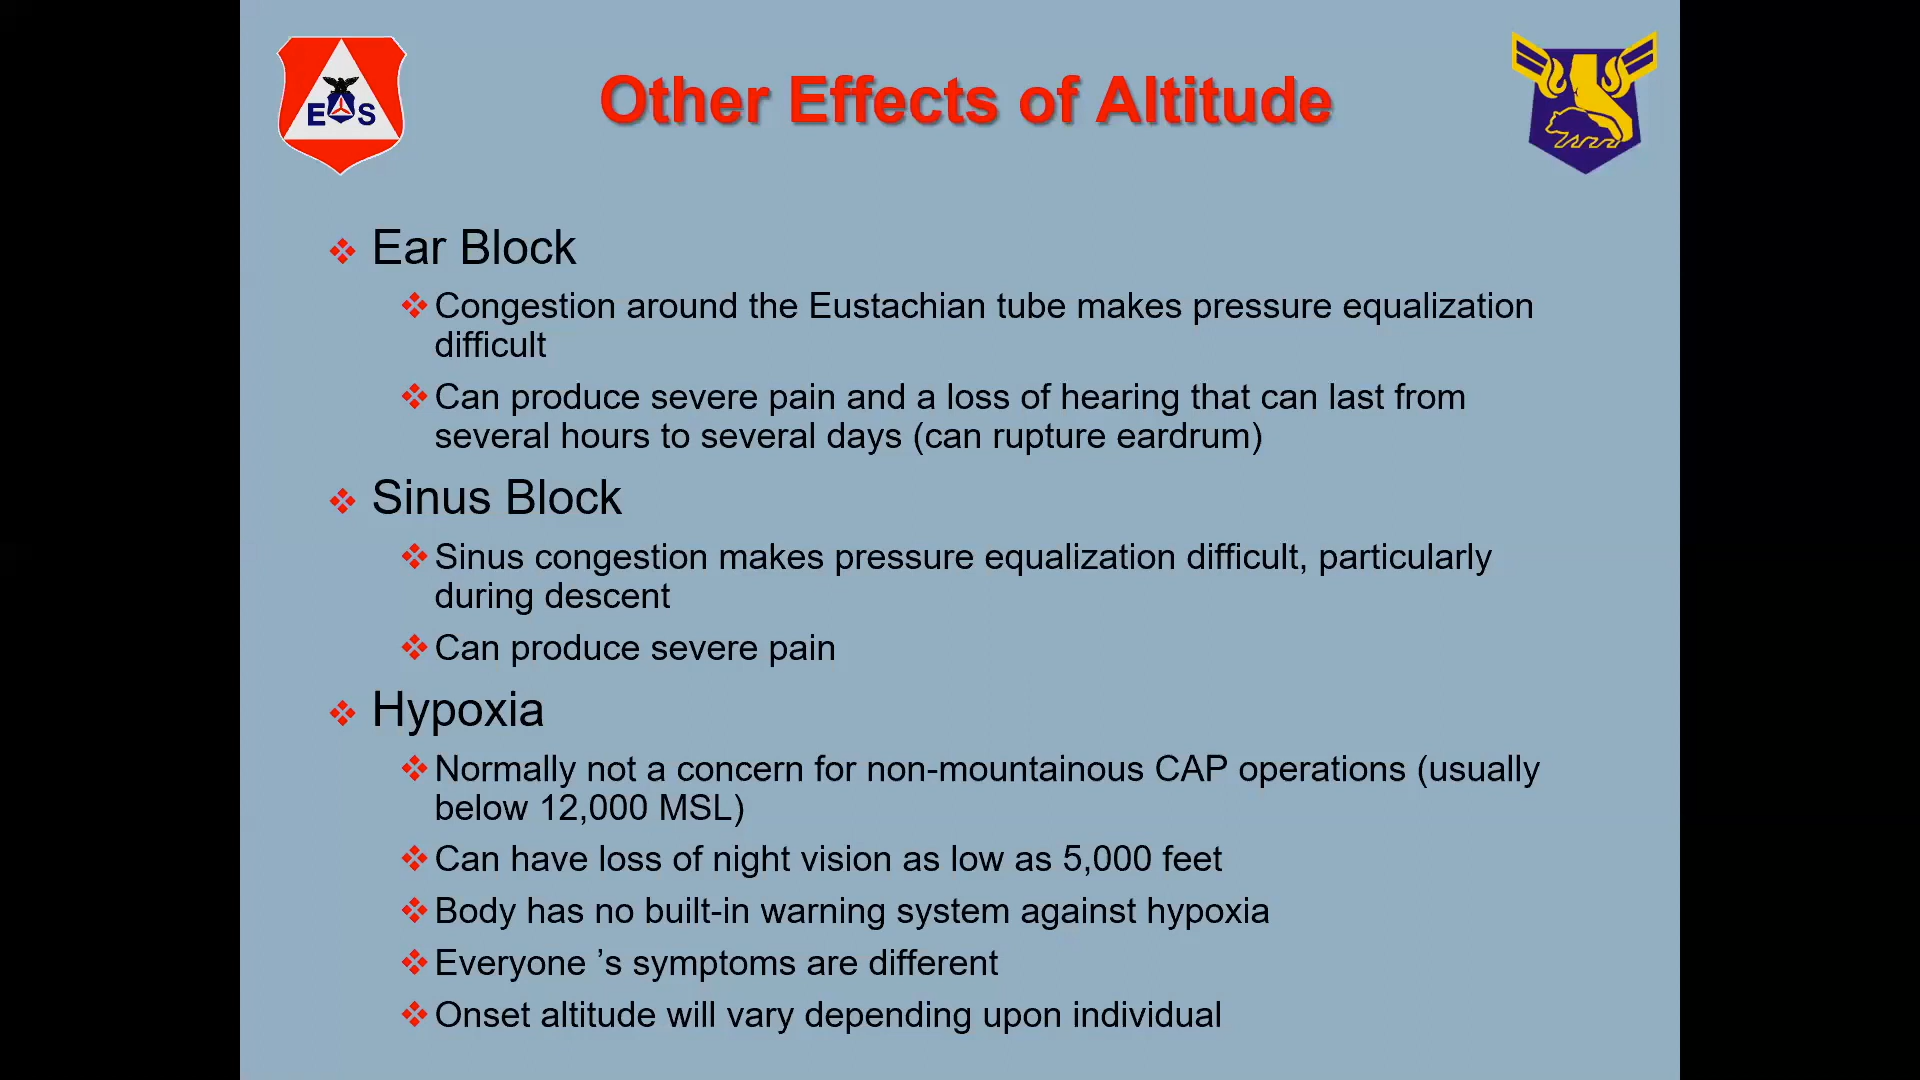 E S
Other Effects of Altitude
Ear Block
Congestion around the Eustachian tube makes pressure equalization
difficult
Can produce severe pain and a loss of hearing that can last from
several hours to several days (can rupture eardrum)
Sinus Block
Sinus congestion makes pressure equalization difficult, particularly
during descent
Can produce severe pain
Hypoxia
Normally not a concern for non-mountainous CAP operations (usually
below 12,000 MSL)
Can have loss of night vision as low as 5,000 feet
Body has no built-in warning system against hypoxia
Everyone ’s symptoms are different
Onset altitude will vary depending upon individual